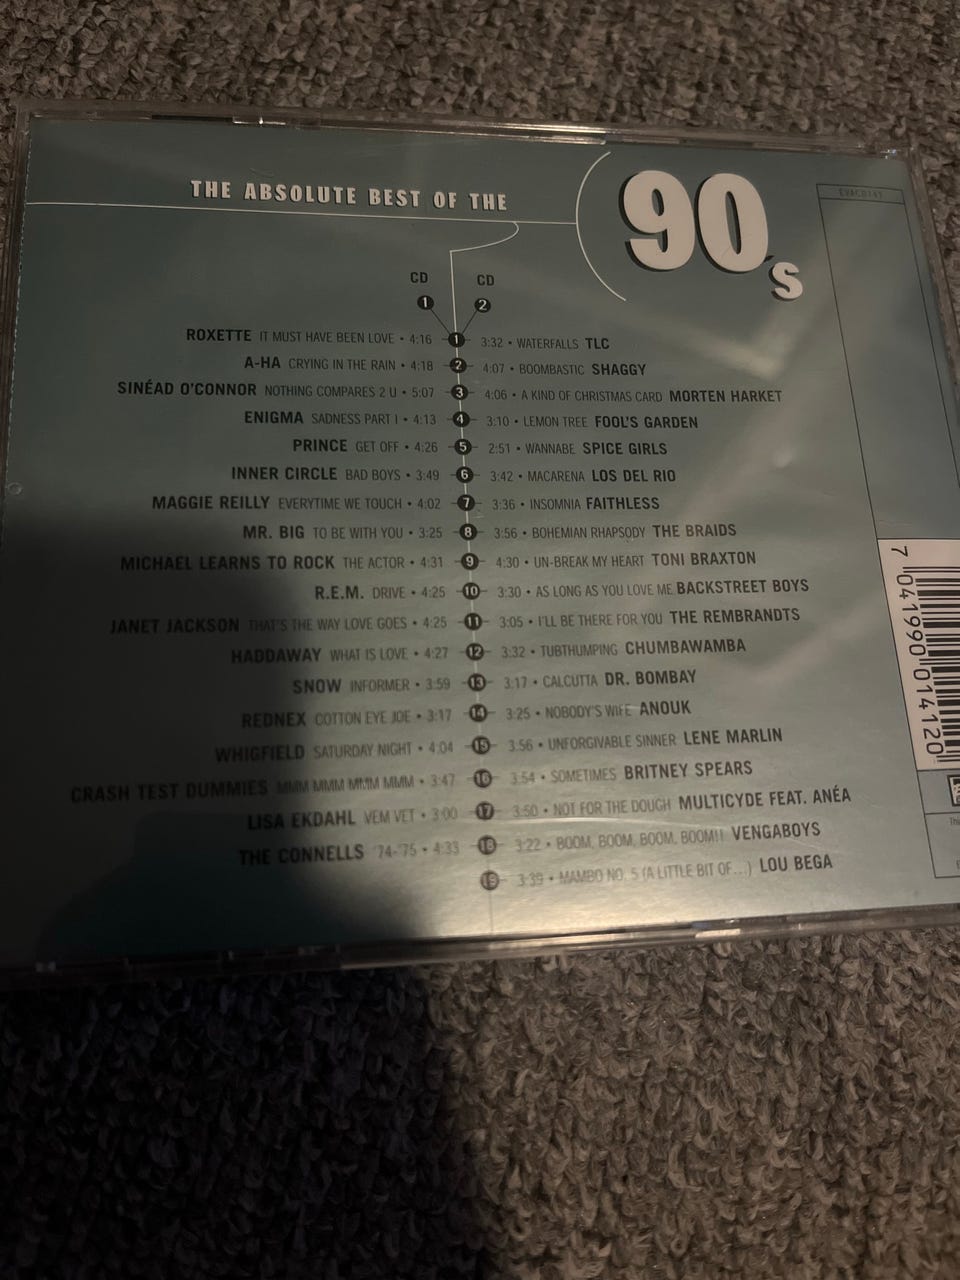 THE ABSOLUTE BEST OF THE 90's
EVACD141
CD 1 CD 2
ROXETTE IT MUST HAVE BEEN LOVE • 4:16 1 3:32 • WATERFALLS TLC
A-HA CRYING IN THE RAIN • 4:18 2 4:07 • BOOMBASTIC SHAGGY
SINÉAD O'CONNOR NOTHING COMPARES 2 U • 5:07 3 4:06 • A KIND OF CHRISTMAS CARD MORTEN HARKET
ENIGMA SADNESS PART I • 4:13 4 3:10 • LEMON TREE FOOL'S GARDEN
PRINCE GET OFF • 4:26 5 2:51 • WANNABE SPICE GIRLS
INNER CIRCLE BAD BOYS • 3:49 6 3:42 • MACARENA LOS DEL RIO
MAGGIE REILLY EVERYTIME WE TOUCH • 4:02 7 3:36 • INSOMNIA FAITHLESS
MR. BIG TO BE WITH YOU • 3:25 8 3:56 • BOHEMIAN RHAPSODY THE BRAIDS
MICHAEL LEARNS TO ROCK THE ACTOR • 4:31 9 4:30 • UN-BREAK MY HEART TONI BRAXTON
R.E.M. DRIVE • 4:25 10 3:30 • AS LONG AS YOU LOVE ME BACKSTREET BOYS
JANET JACKSON THAT'S THE WAY LOVE GOES • 4:25 11 3:05 • I'LL BE THERE FOR YOU THE REMBRANDTS
HADDAWAY WHAT IS LOVE • 4:27 12 3:32 • TUBTHUMPING CHUMBAWAMBA
SNOW INFORMER • 3:59 13 3:17 • CALCUTTA DR. BOMBAY
REDNEX COTTON EYE JOE • 3:17 14 3:25 • NOBODY'S WIFE ANOUK
WHIGFIELD SATURDAY NIGHT • 4:04 15 3.56 • UNFORGIVABLE SINNER LENE MARLIN
CRASH TEST DUMMIES MMM MMM MMM MMM • 3:47 16 3:54 • SOMETIMES BRITNEY SPEARS
LISA EKDAHL VEM VET • 3:00 17 3:50 • NOT FOR THE DOUGH MULTICYDE FEAT. ANÉA
THE CONNELLS '74-'75 • 4:33 18 3:22 • BOOM, BOOM, BOOM, BOOM!! VENGABOYS
19 3:39 • MAMBO NO. 5 (A LITTLE BIT OF...) LOU BEGA
7 041990 014120